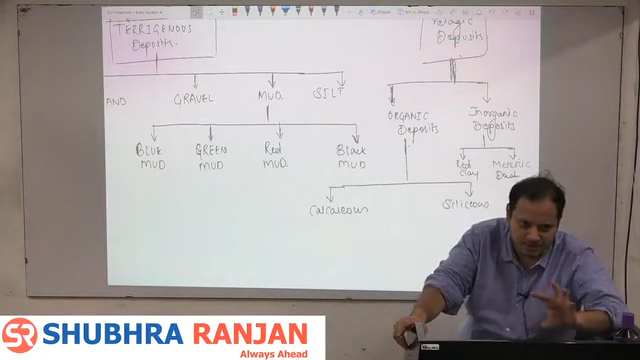 TERRIGENOUS
Deposits.
Pelagic
Deposits
AND
GRAVEL
MUD.
SILT
ORGANIC
Deposits
Inorganic
Deposits
BLUE
MUD
GREEN
MUD
Red
MUD.
Black
MUD
Red
Clay
Meteoric
Dust
Calcareous
Siliceous
SR
SHUBHRA RANJAN
Always Ahead